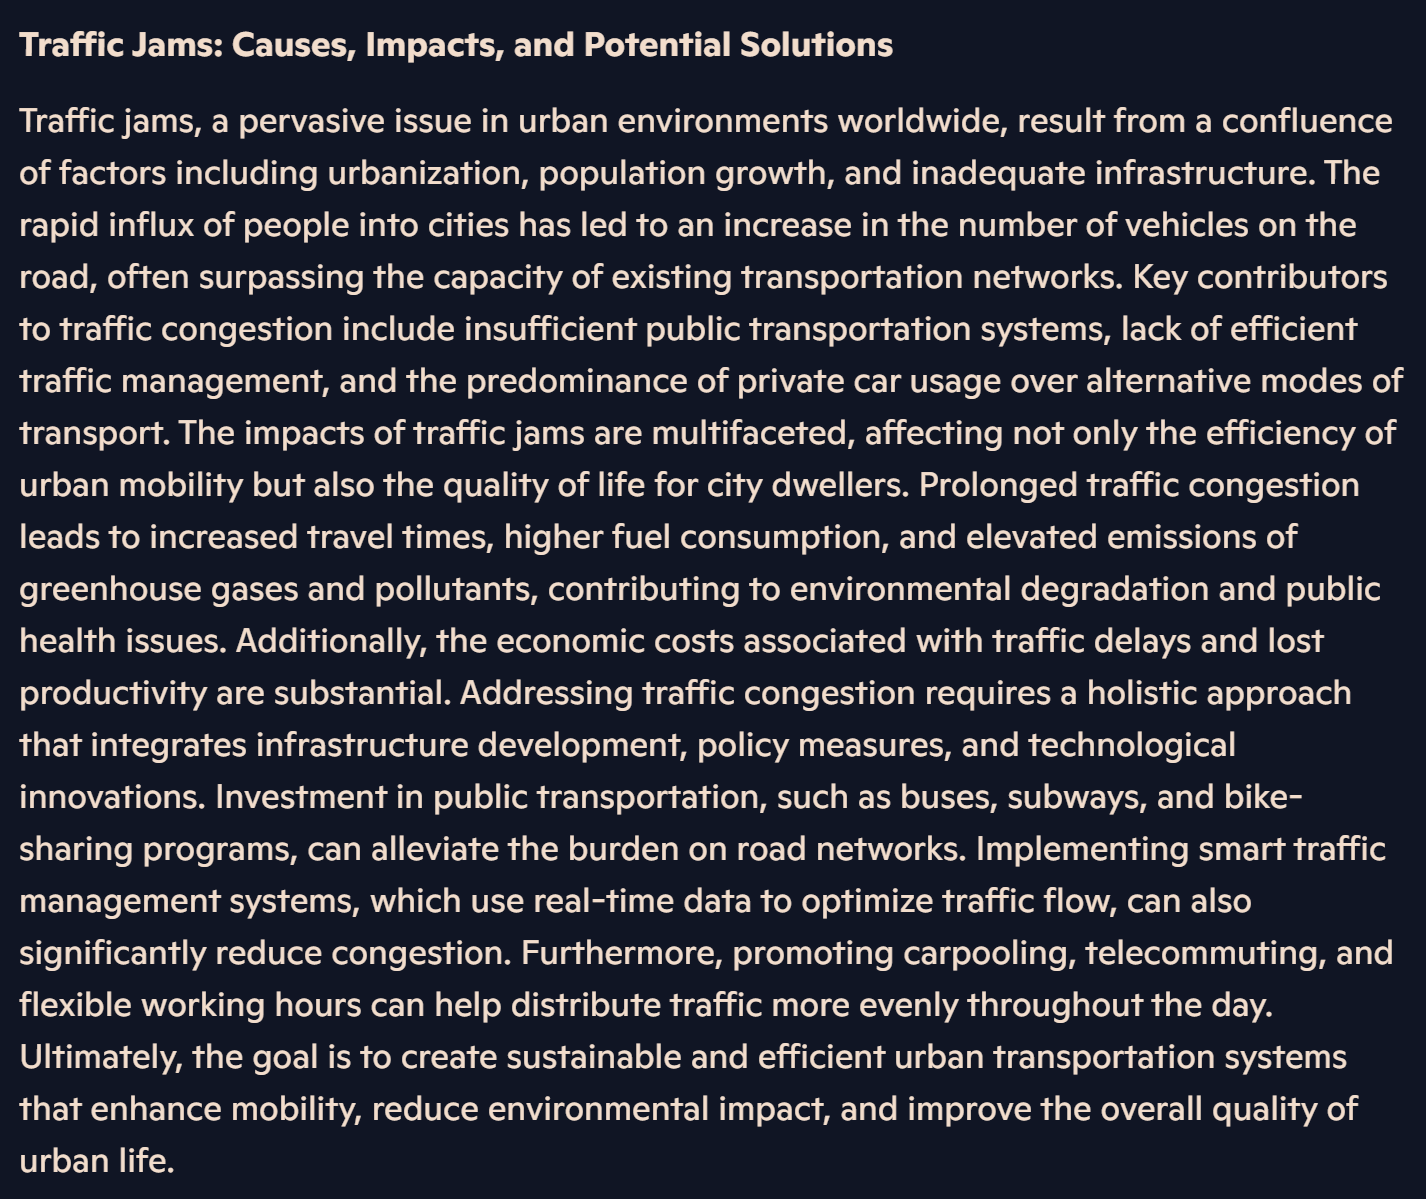 Traffic Jams: Causes, Impacts, and Potential Solutions
Traffic jams, a pervasive issue in urban environments worldwide, result from a confluence
of factors including urbanization, population growth, and inadequate infrastructure. The
rapid influx of people into cities has led to an increase in the number of vehicles on the
road, often surpassing the capacity of existing transportation networks. Key contributors
to traffic congestion include insufficient public transportation systems, lack of efficient
traffic management, and the predominance of private car usage over alternative modes of
transport. The impacts of traffic jams are multifaceted, affecting not only the efficiency of
urban mobility but also the quality of life for city dwellers. Prolonged traffic congestion
leads to increased travel times, higher fuel consumption, and elevated emissions of
greenhouse gases and pollutants, contributing to environmental degradation and public
health issues. Additionally, the economic costs associated with traffic delays and lost
productivity are substantial. Addressing traffic congestion requires a holistic approach
that integrates infrastructure development, policy measures, and technological
innovations. Investment in public transportation, such as buses, subways, and bike-
sharing programs, can alleviate the burden on road networks. Implementing smart traffic
management systems, which use real-time data to optimize traffic flow, can also
significantly reduce congestion. Furthermore, promoting carpooling, telecommuting, and
flexible working hours can help distribute traffic more evenly throughout the day.
Ultimately, the goal is to create sustainable and efficient urban transportation systems
that enhance mobility, reduce environmental impact, and improve the overall quality of
urban life.